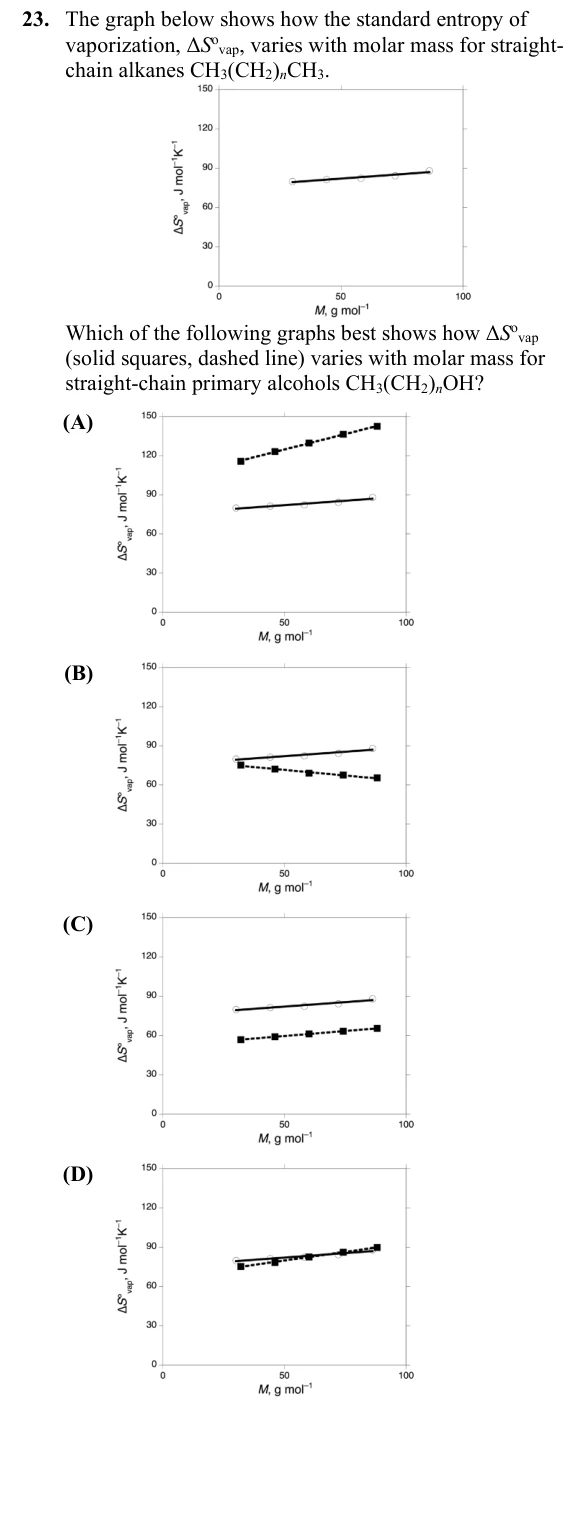 23. The graph below shows how the standard entropy of
vaporization, ΔS°vap, varies with molar mass for straight-
chain alkanes CH3(CH2)nCH3.
150
120
90
60
30
0
ΔS°vap, J mol–1K–1
0 50 100
M, g mol–1
Which of the following graphs best shows how ΔS°vap
(solid squares, dashed line) varies with molar mass for
straight-chain primary alcohols CH3(CH2)nOH?
(A)
150
120
90
60
30
0
ΔS°vap, J mol–1K–1
0 50 100
M, g mol–1
(B)
150
120
90
60
30
0
ΔS°vap, J mol–1K–1
0 50 100
M, g mol–1
(C)
150
120
90
60
30
0
ΔS°vap, J mol–1K–1
0 50 100
M, g mol–1
(D)
150
120
90
60
30
0
ΔS°vap, J mol–1K–1
0 50 100
M, g mol–1